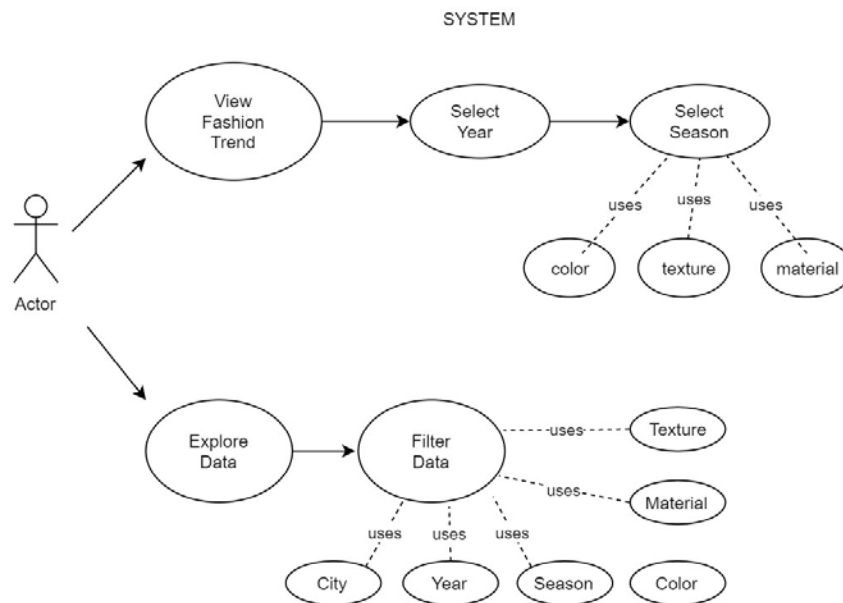 SYSTEM
View
Fashion
Trend
Select
Year
Select
Season
uses
uses
uses
color
texture
material
Actor
Explore
Data
Filter
Data
uses
Texture
uses
Material
uses
uses
uses
City
Year
Season
Color